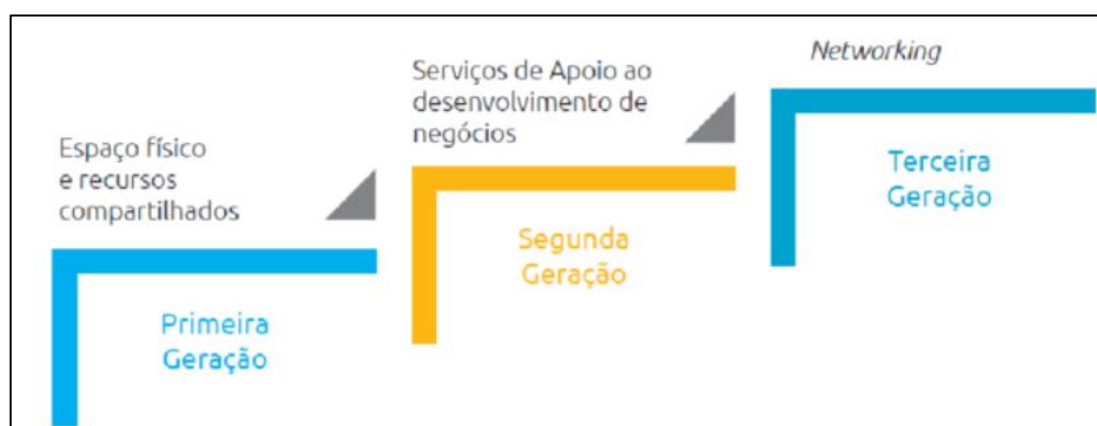 Espaço físico
e recursos
compartilhados
Primeira
Geração
Serviços de Apoio ao
desenvolvimento de
negócios
Segunda
Geração
Networking
Terceira
Geração